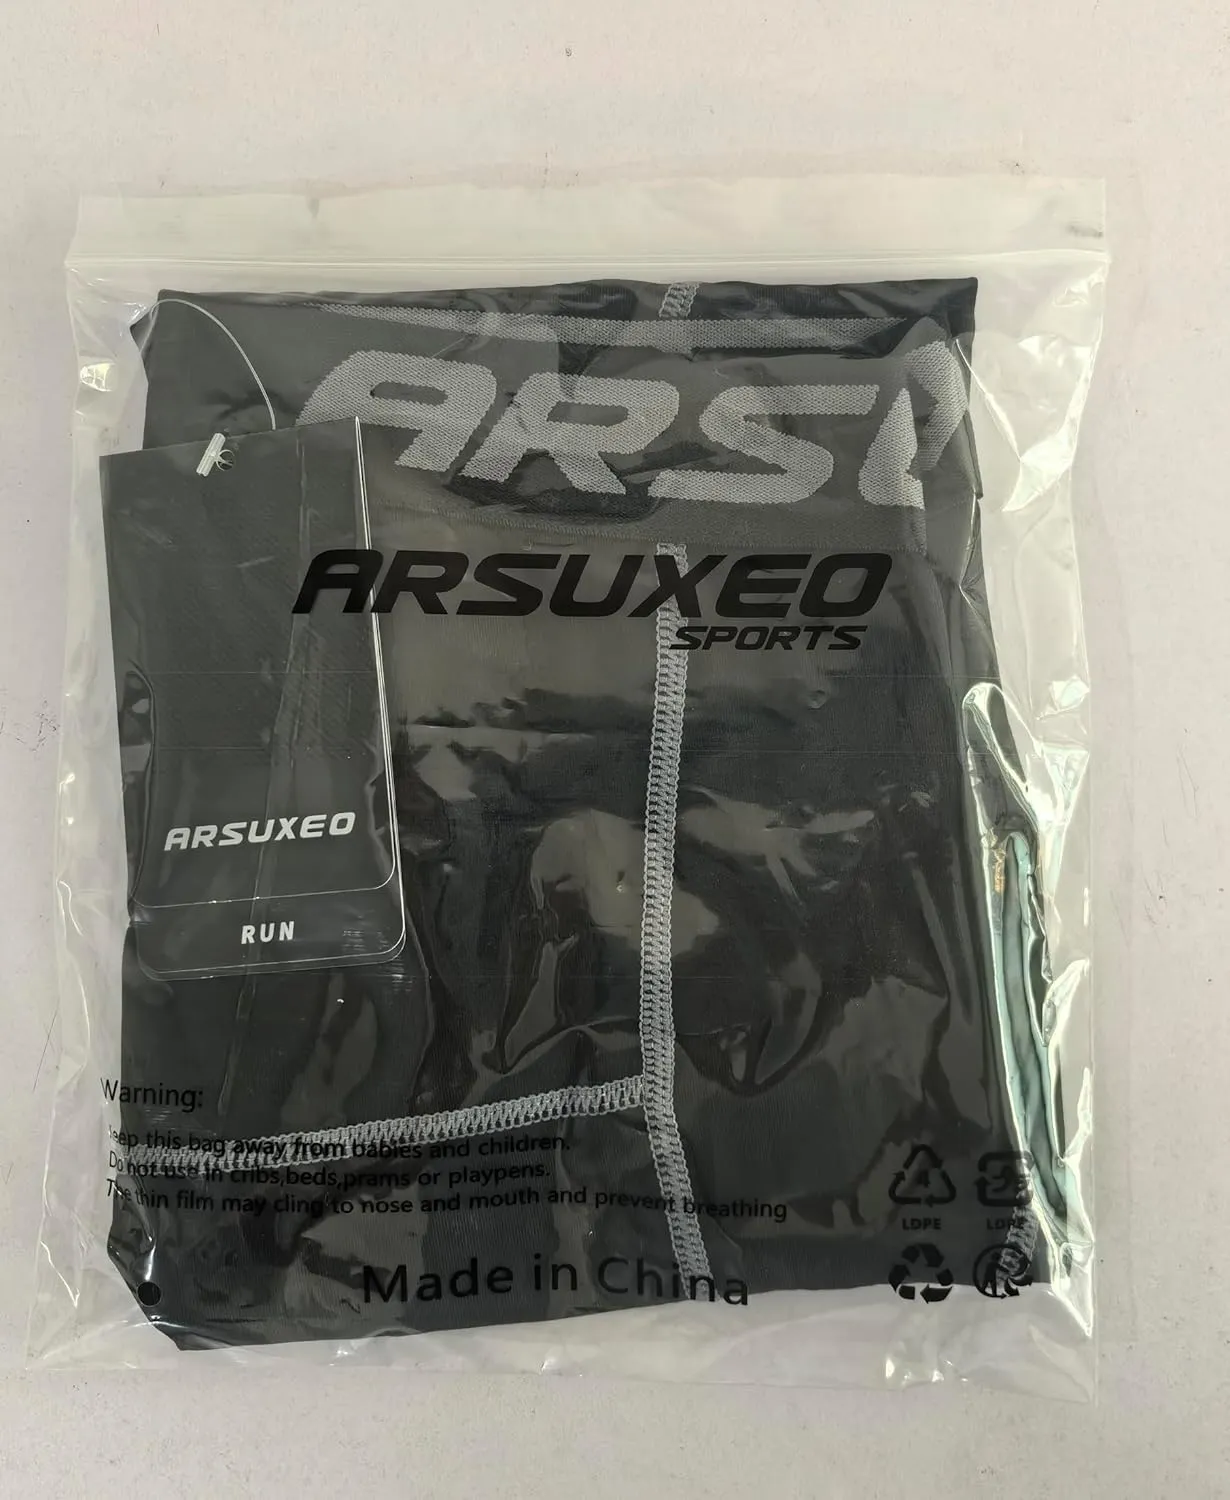 ARSU
ARSUXEO
SPORTS
ARSUXEO
RUN
Warning:
Keep this bag away from babies and children.
Do not use in cribs,beds,prams or playpens.
The thin film may cling to nose and mouth and prevent breathing
4
LDPE LDPE
Made in China